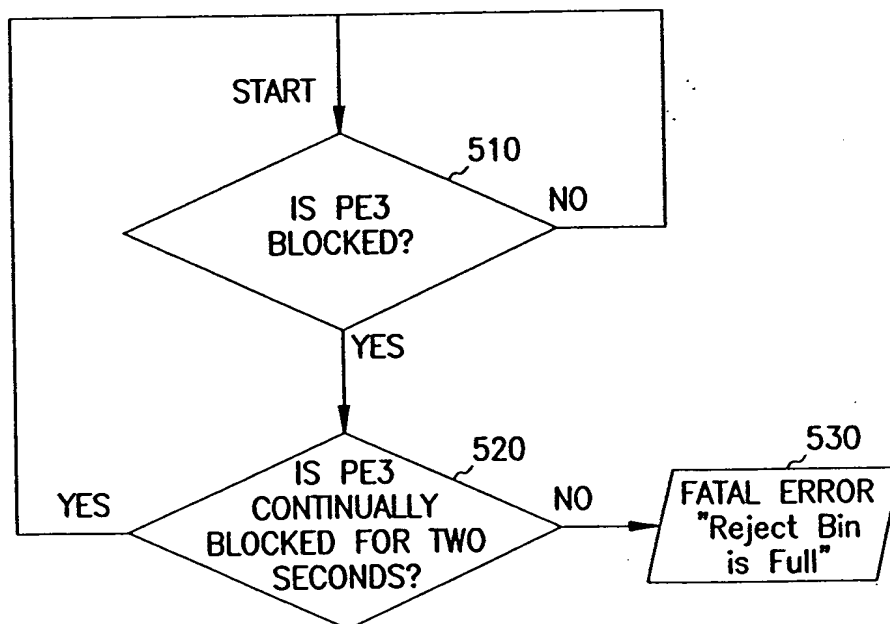 START
510
IS PE3
BLOCKED?
NO
YES
520
IS PE3
CONTINUALLY
BLOCKED FOR TWO
SECONDS?
YES
NO
530
FATAL ERROR
"Reject Bin
is Full"